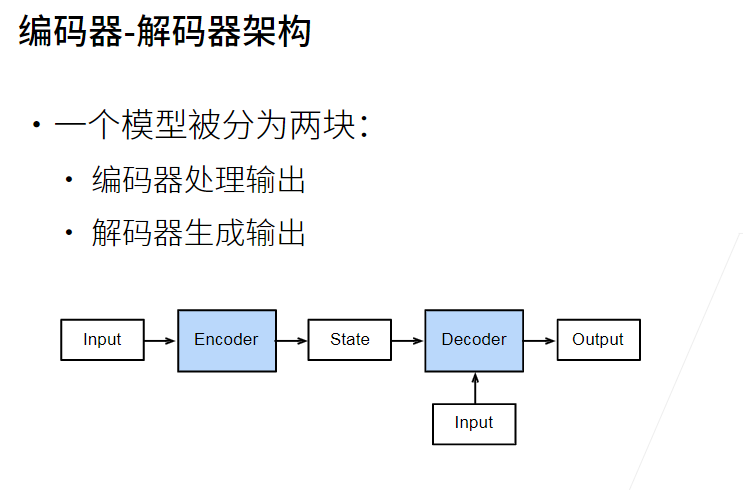 编码器-解码器架构
• 一个模型被分为两块：
• 编码器处理输出
• 解码器生成输出
Input Encoder State Decoder Output
Input